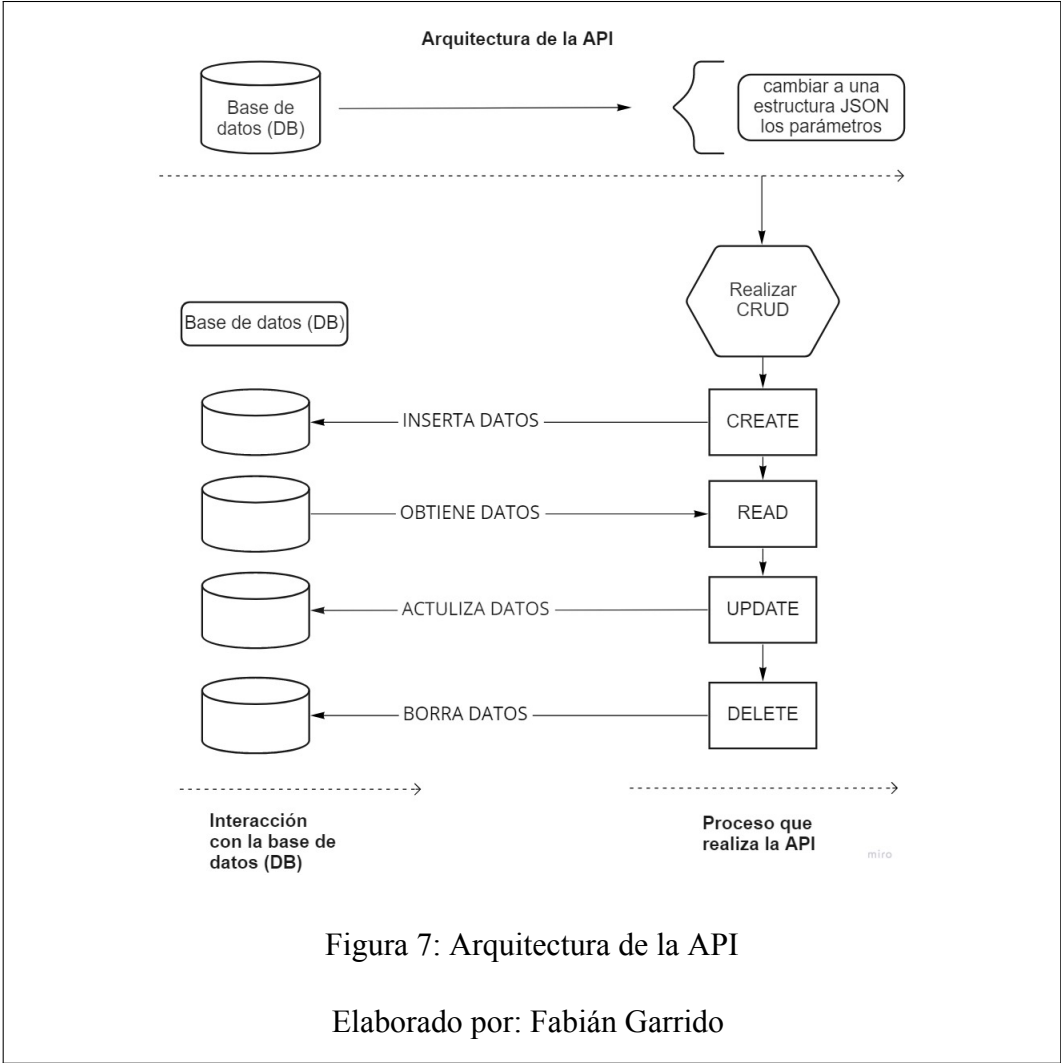 Arquitectura de la API
Base de
datos (DB)
cambiar a una
estructura JSON
los parámetros
Realizar
CRUD
Base de datos (DB)
INSERTA DATOS
CREATE
OBTIENE DATOS
READ
ACTULIZA DATOS
UPDATE
BORRA DATOS
DELETE
Interacción
con la base de
datos (DB)
Proceso que
realiza la API
miro
Figura 7: Arquitectura de la API
Elaborado por: Fabián Garrido